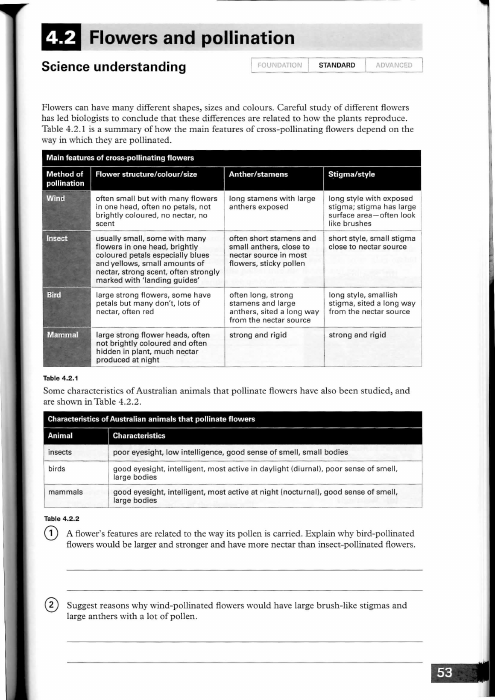 4.2 Flowers and pollination
Science understanding
FOUNDATION STANDARD ADVANCED
Flowers can have many different shapes, sizes and colours. Careful study of different flowers
has led biologists to conclude that these differences are related to how the plants reproduce.
Table 4.2.1 is a summary of how the main features of cross-pollinating flowers depend on the
way in which they are pollinated.
Main features of cross-pollinating flowers
Method of
pollination
Flower structure/colour/size
Anther/stamens
Stigma/style
Wind
often small but with many flowers
in one head, often no petals, not
brightly coloured, no nectar, no
scent
long stamens with large
anthers exposed
long style with exposed
stigma; stigma has large
surface area—often look
like brushes
Insect
usually small, some with many
flowers in one head, brightly
coloured petals especially blues
and yellows, small amounts of
nectar, strong scent, often strongly
marked with 'landing guides'
often short stamens and
small anthers, close to
nectar source in most
flowers, sticky pollen
short style, small stigma
close to nectar source
Bird
large strong flowers, some have
petals but many don't, lots of
nectar, often red
often long, strong
stamens and large
anthers, sited a long way
from the nectar source
long style, smallish
stigma, sited a long way
from the nectar source
Mammal
large strong flower heads, often
not brightly coloured and often
hidden in plant, much nectar
produced at night
strong and rigid
strong and rigid
Table 4.2.1
Some characteristics of Australian animals that pollinate flowers have also been studied, and
are shown in Table 4.2.2.
Characteristics of Australian animals that pollinate flowers
Animal
Characteristics
insects
poor eyesight, low intelligence, good sense of smell, small bodies
birds
good eyesight, intelligent, most active in daylight (diurnal), poor sense of smell,
large bodies
mammals
good eyesight, intelligent, most active at night (nocturnal), good sense of smell,
large bodies
Table 4.2.2
1 A flower's features are related to the way its pollen is carried. Explain why bird-pollinated
flowers would be larger and stronger and have more nectar than insect-pollinated flowers.
2 Suggest reasons why wind-pollinated flowers would have large brush-like stigmas and
large anthers with a lot of pollen.
53